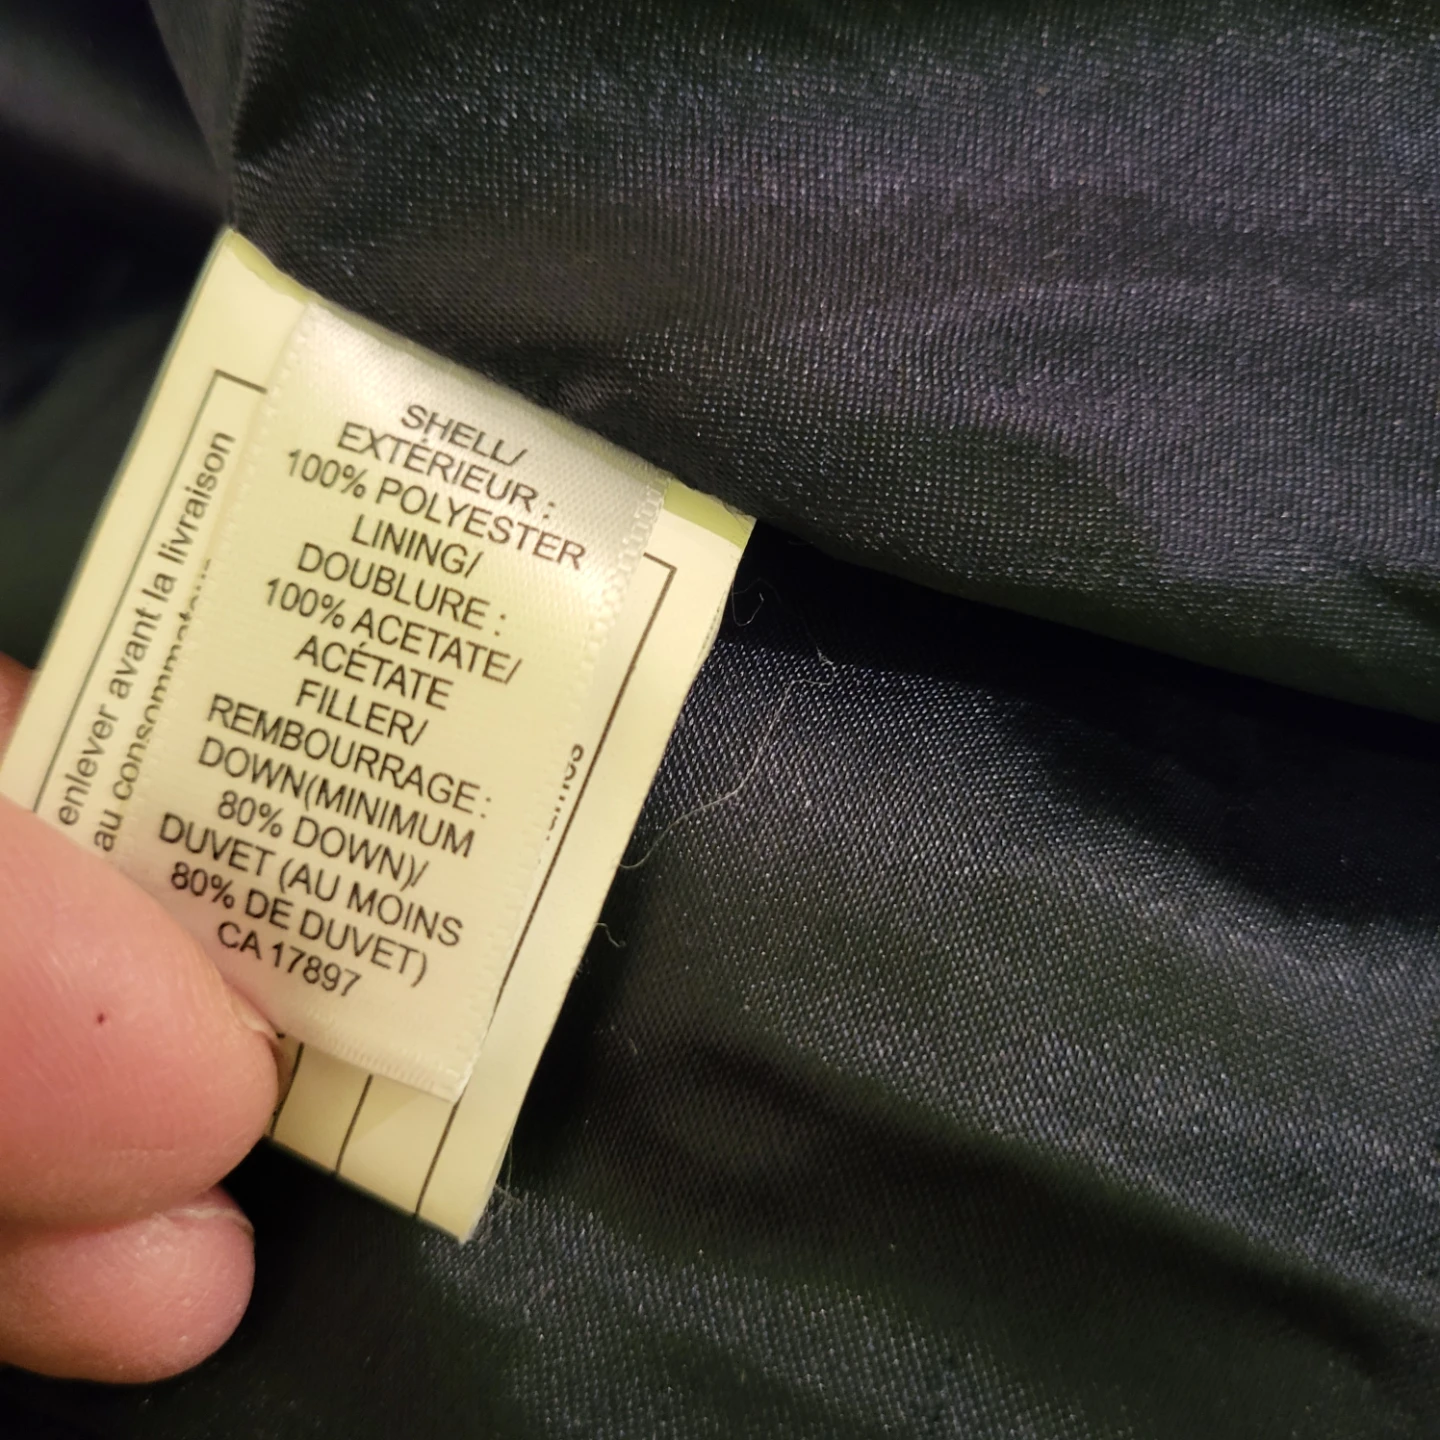 SHELL/
EXTÉRIEUR :
100% POLYESTER
LINING/
DOUBLURE :
100% ACETATE/
ACÉTATE
FILLER/
REMBOURRAGE :
DOWN(MINIMUM
80% DOWN)/
DUVET (AU MOINS
80% DE DUVET)
CA 17897
enlever avant la livraison
au consommateur